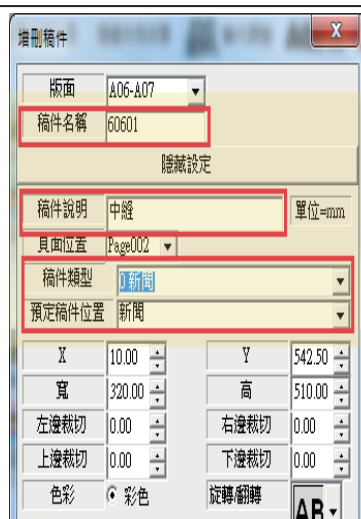 增刪稿件
版面 A06-A07
稿件名稱 60601
隱藏設定
稿件說明 中縫 單位=mm
頁面位置 Page002
稿件類型 0 新聞
預定稿件位置 新聞
X 10.00 Y 542.50
寬 320.00 高 510.00
左邊裁切 0.00 右邊裁切 0.00
上邊裁切 0.00 下邊裁切 0.00
色彩 彩色 旋轉/翻轉 AB